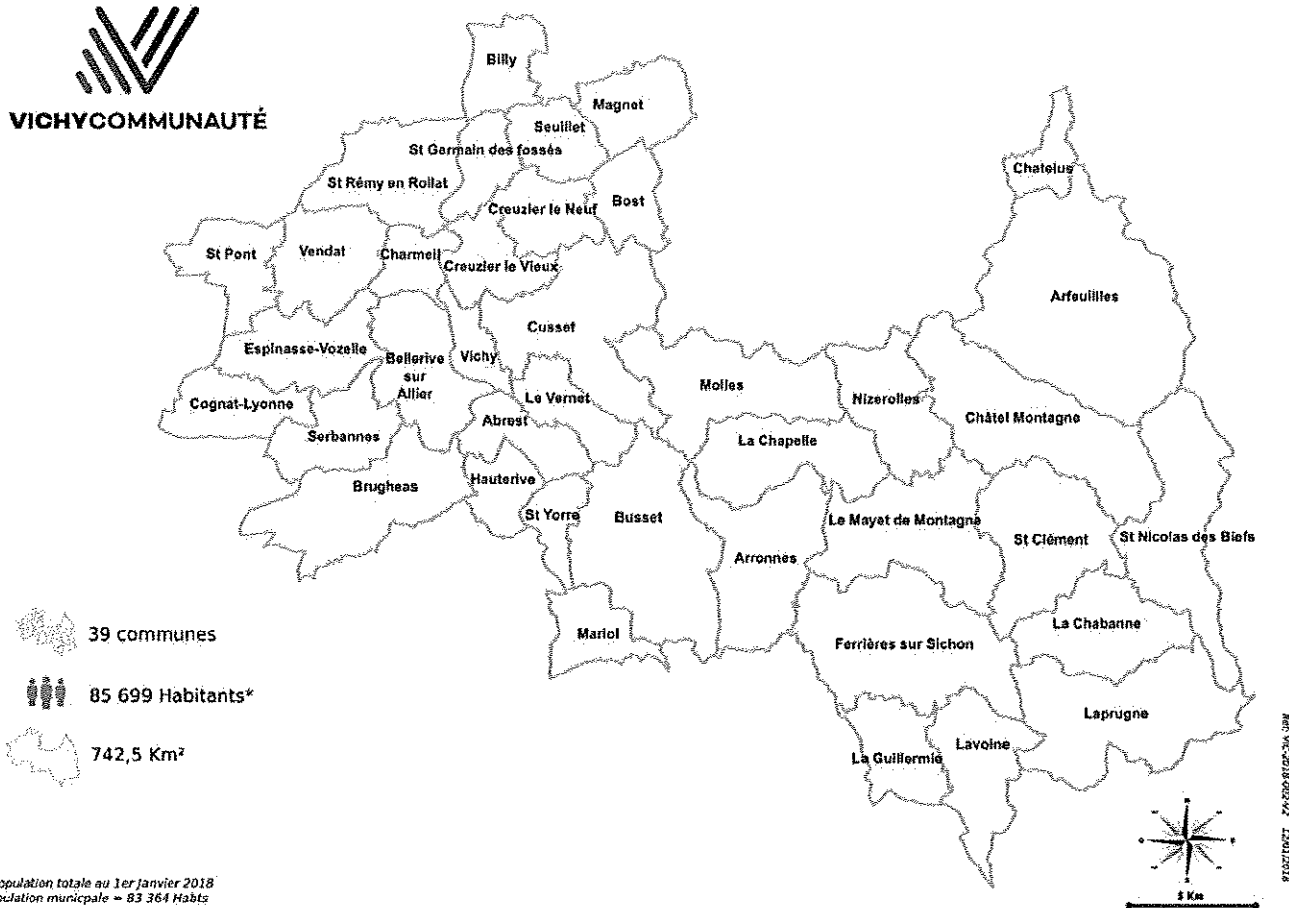 VICHYCOMMUNAUTÉ
Billy
Magnet
Seuillet
St Germain des fossés
St Rémy en Rollat
Chatelus
Creuzier le Neuf
Bost
St Pont
Vendat
Charmeil
Creuzier le Vieux
Arfeuilles
Cusset
Espinasse-Vozelle
Bellerive
sur
Allier
Vichy
Molles
Nizerolles
Le Vernet
Cognat-Lyonne
Châtel Montagne
Abrest
Serbannes
La Chapelle
Brugheas
Hauterive
St Yorre
Busset
Le Mayet de Montagne
St Clément
St Nicolas des Biefs
Arronnes
La Chabanne
Mariol
Ferrières sur Sichon
39 communes
85 699 Habitants*
Laprugne
Lavoine
742,5 Km²
La Guillermie
opulation totale au 1er janvier 2018
pulation municpale = 83 364 Habts
5 Km